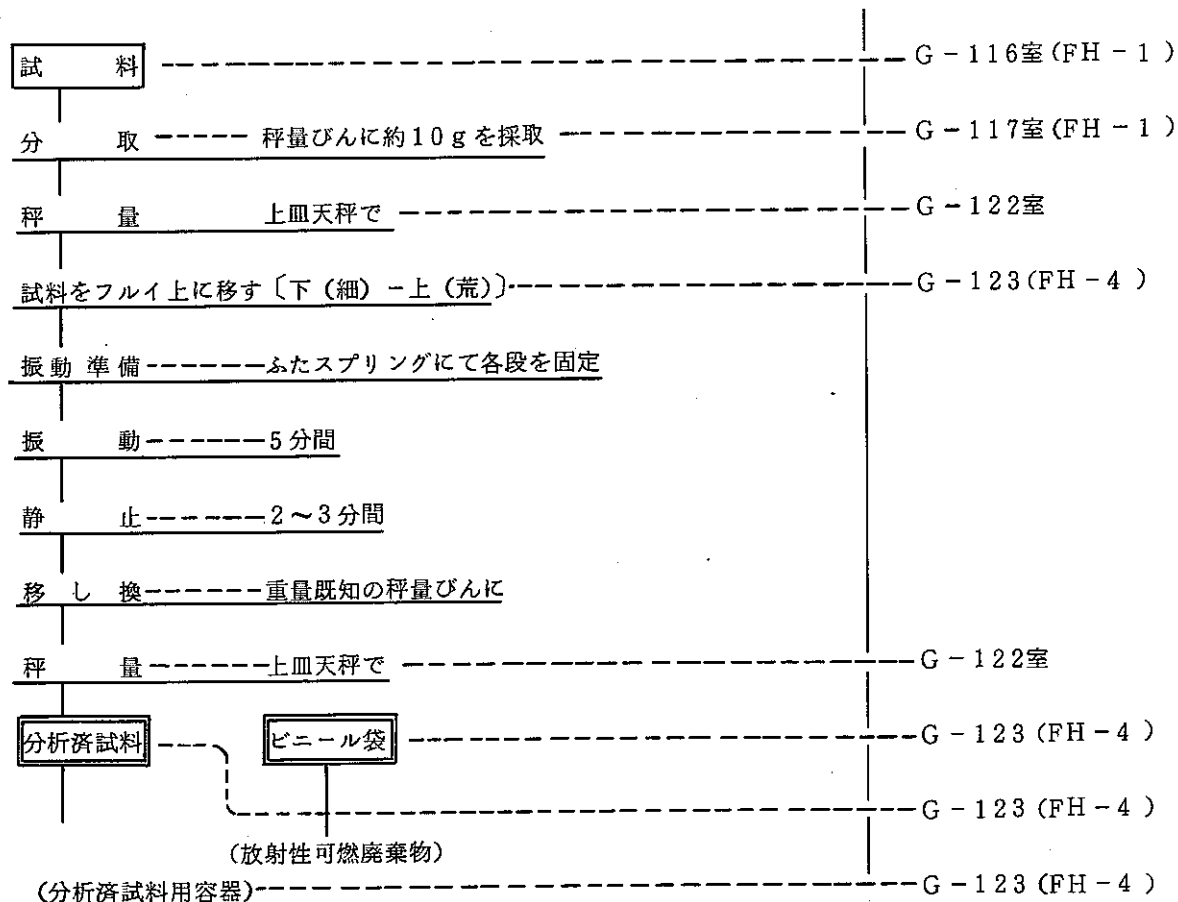 試料 G-116室(FH-1)
分取 秤量びんに約10gを採取 G-117室(FH-1)
秤量 上皿天秤で G-122室
試料をフルイ上に移す〔下(細)-上(荒)〕 G-123(FH-4)
振動準備 ふたスプリングにて各段を固定
振動 5分間
静止 2~3分間
移し換 重量既知の秤量びんに
秤量 上皿天秤で G-122室
分析済試料 ビニール袋 G-123(FH-4)
G-123(FH-4)
(放射性可燃廃棄物)
(分析済試料用容器) G-123(FH-4)